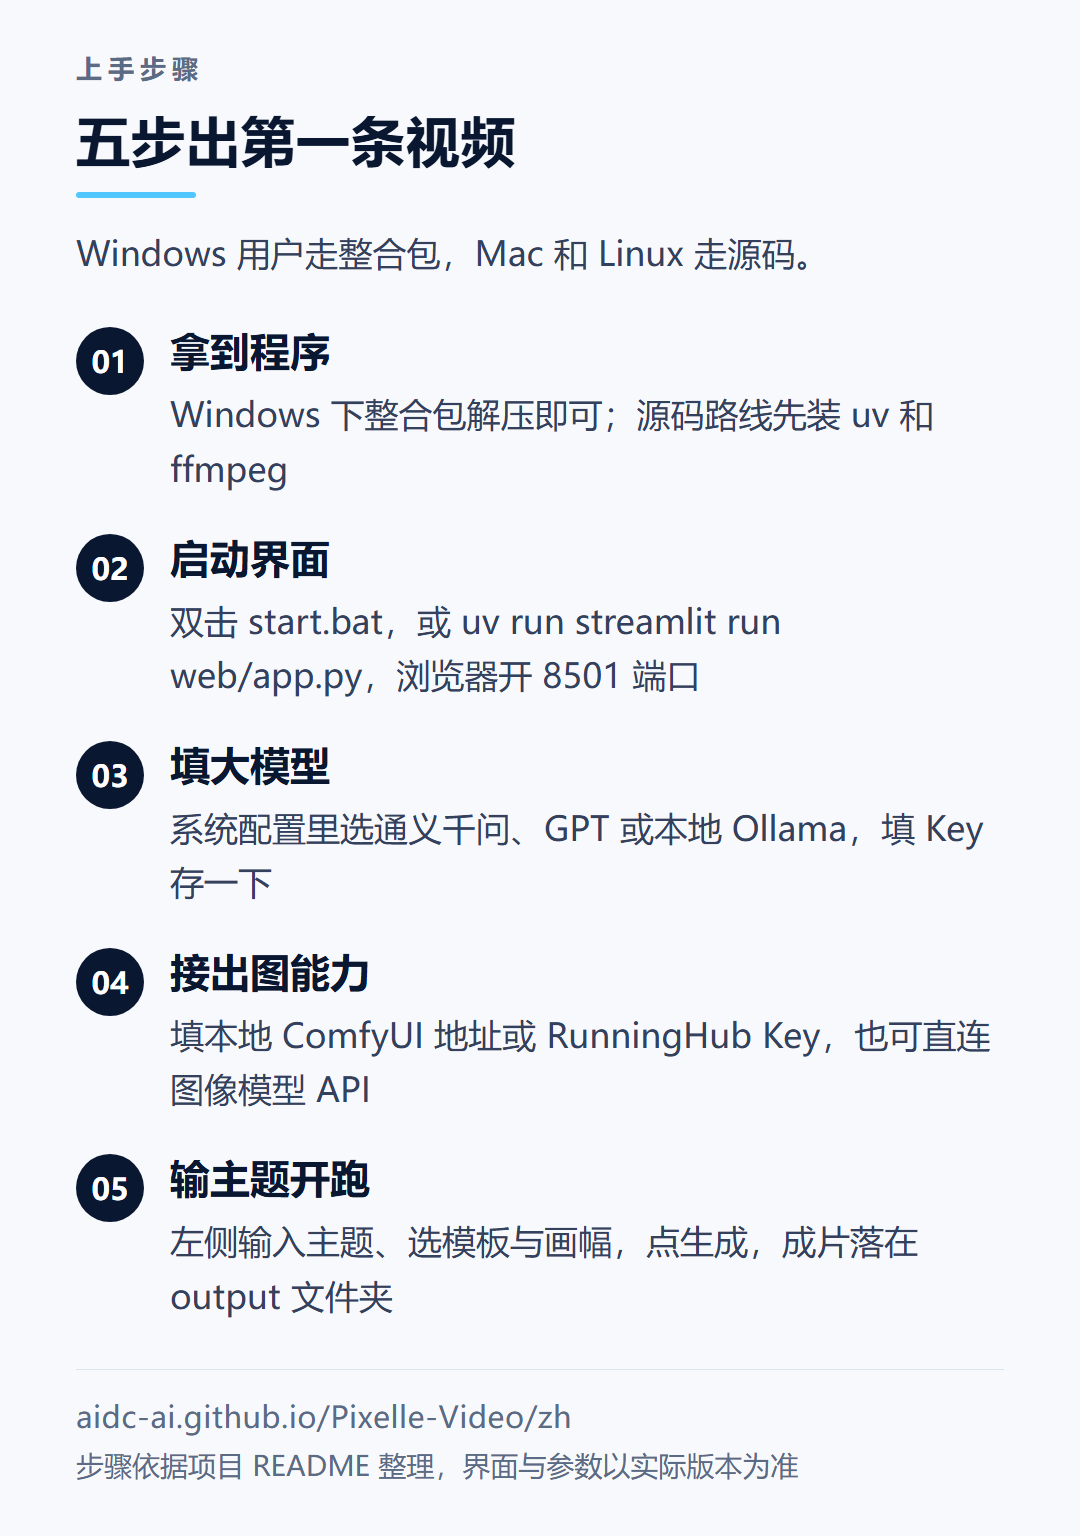 上手步骤
五步出第一条视频
Windows 用户走整合包，Mac 和 Linux 走源码。
01
拿到程序
Windows 下整合包解压即可；源码路线先装 uv 和
ffmpeg
02
启动界面
双击 start.bat，或 uv run streamlit run
web/app.py，浏览器开 8501 端口
03
填大模型
系统配置里选通义千问、GPT 或本地 Ollama，填 Key
存一下
04
接出图能力
填本地 ComfyUI 地址或 RunningHub Key，也可直连
图像模型 API
05
输主题开跑
左侧输入主题、选模板与画幅，点生成，成片落在
output 文件夹
aidc-ai.github.io/Pixelle-Video/zh
步骤依据项目 README 整理，界面与参数以实际版本为准